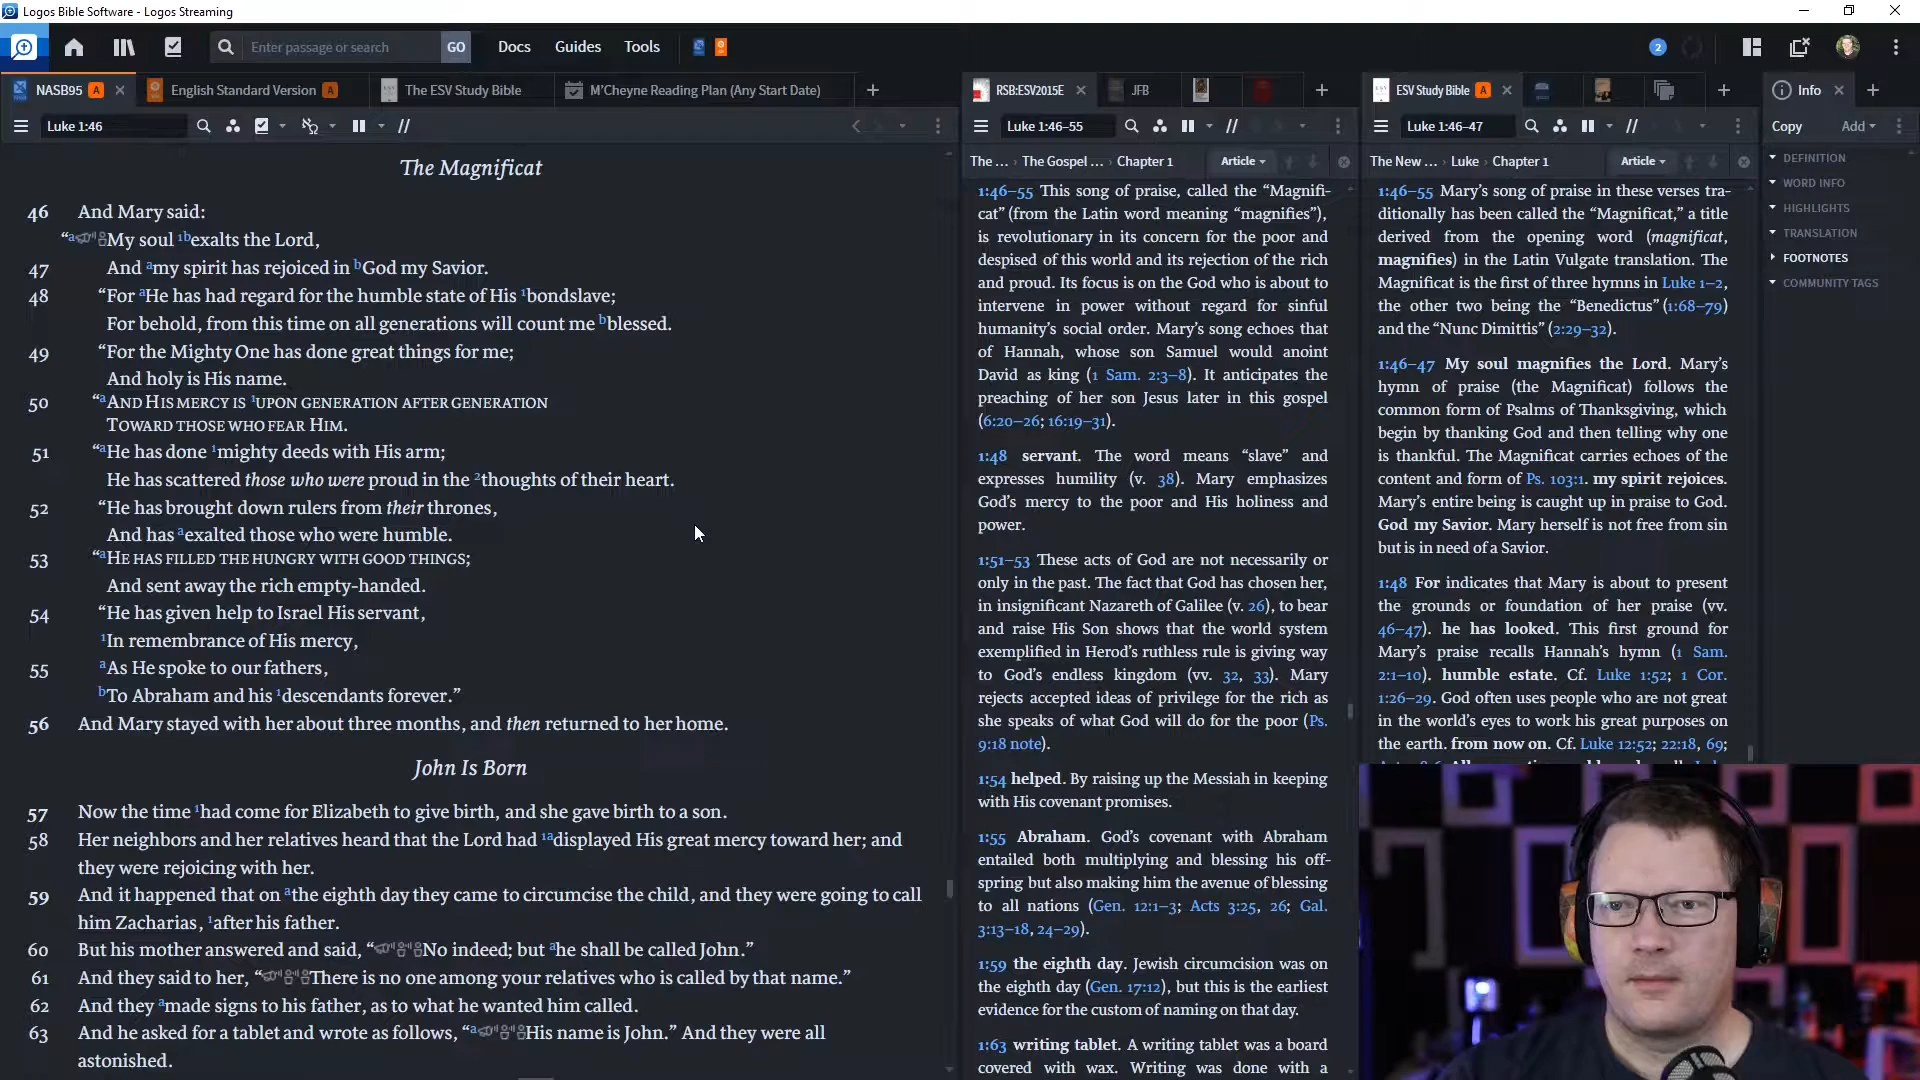 Logos Bible Software - Logos Streaming
Enter passage or search
GO
Docs
Guides
Tools
2
NASB95 A
English Standard Version A
The ESV Study Bible
M'Cheyne Reading Plan (Any Start Date)
RSB:ESV2015E
JFB
ESV Study Bible A
Info
Luke 1:46
Luke 1:46–55
Luke 1:46–47
Copy
Add
The Magnificat
46 And Mary said:
“a My soul 1b exalts the Lord,
47 And a my spirit has rejoiced in b God my Savior.
48 “For a He has had regard for the humble state of His 1 bondslave;
For behold, from this time on all generations will count me b blessed.
49 “For the Mighty One has done great things for me;
And holy is His name.
50 “a AND HIS MERCY IS 1 UPON GENERATION AFTER GENERATION
TOWARD THOSE WHO FEAR HIM.
51 “a He has done 1 mighty deeds with His arm;
He has scattered those who were proud in the 2 thoughts of their heart.
52 “He has brought down rulers from their thrones,
And has a exalted those who were humble.
53 “a HE HAS FILLED THE HUNGRY WITH GOOD THINGS;
And sent away the rich empty-handed.
54 “He has given help to Israel His servant,
1 In remembrance of His mercy,
55 a As He spoke to our fathers,
b To Abraham and his 1 descendants forever.”
56 And Mary stayed with her about three months, and then returned to her home.
John Is Born
57 Now the time 1 had come for Elizabeth to give birth, and she gave birth to a son.
58 Her neighbors and her relatives heard that the Lord had 1a displayed His great mercy toward her; and
they were rejoicing with her.
59 And it happened that on a the eighth day they came to circumcise the child, and they were going to call
him Zacharias, 1 after his father.
60 But his mother answered and said, “No indeed; but a he shall be called John.”
61 And they said to her, “There is no one among your relatives who is called by that name.”
62 And they a made signs to his father, as to what he wanted him called.
63 And he asked for a tablet and wrote as follows, “a His name is John.” And they were all
astonished.
The ... › The Gospel ... › Chapter 1
Article
1:46–55 This song of praise, called the “Magnifi-
cat” (from the Latin word meaning “magnifies”),
is revolutionary in its concern for the poor and
despised of this world and its rejection of the rich
and proud. Its focus is on the God who is about to
intervene in power without regard for sinful
humanity’s social order. Mary’s song echoes that
of Hannah, whose son Samuel would anoint
David as king (1 Sam. 2:3–8). It anticipates the
preaching of her son Jesus later in this gospel
(6:20–26; 16:19–31).
1:48 servant. The word means “slave” and
expresses humility (v. 38). Mary emphasizes
God’s mercy to the poor and His holiness and
power.
1:51–53 These acts of God are not necessarily or
only in the past. The fact that God has chosen her,
in insignificant Nazareth of Galilee (v. 26), to bear
and raise His Son shows that the world system
exemplified in Herod’s ruthless rule is giving way
to God’s endless kingdom (vv. 32, 33). Mary
rejects accepted ideas of privilege for the rich as
she speaks of what God will do for the poor (Ps.
9:18 note).
1:54 helped. By raising up the Messiah in keeping
with His covenant promises.
1:55 Abraham. God’s covenant with Abraham
entailed both multiplying and blessing his off-
spring but also making him the avenue of blessing
to all nations (Gen. 12:1–3; Acts 3:25, 26; Gal.
3:13–18, 24–29).
1:59 the eighth day. Jewish circumcision was on
the eighth day (Gen. 17:12), but this is the earliest
evidence for the custom of naming on that day.
1:63 writing tablet. A writing tablet was a board
covered with wax. Writing was done with a
The New ... › Luke › Chapter 1
Article
1:46–55 Mary’s song of praise in these verses tra-
ditionally has been called the “Magnificat,” a title
derived from the opening word (magnificat,
magnifies) in the Latin Vulgate translation. The
Magnificat is the first of three hymns in Luke 1–2,
the other two being the “Benedictus” (1:68–79)
and the “Nunc Dimittis” (2:29–32).
1:46–47 My soul magnifies the Lord. Mary’s
hymn of praise (the Magnificat) follows the
common form of Psalms of Thanksgiving, which
begin by thanking God and then telling why one
is thankful. The Magnificat carries echoes of the
content and form of Ps. 103:1. my spirit rejoices.
Mary’s entire being is caught up in praise to God.
God my Savior. Mary herself is not free from sin
but is in need of a Savior.
1:48 For indicates that Mary is about to present
the grounds or foundation of her praise (vv.
46–47). he has looked. This first ground for
Mary’s praise recalls Hannah’s hymn (1 Sam.
2:1–10). humble estate. Cf. Luke 1:52; 1 Cor.
1:26–29. God often uses people who are not great
in the world’s eyes to work his great purposes on
the earth. from now on. Cf. Luke 12:52; 22:18, 69;
DEFINITION
WORD INFO
HIGHLIGHTS
TRANSLATION
FOOTNOTES
COMMUNITY TAGS